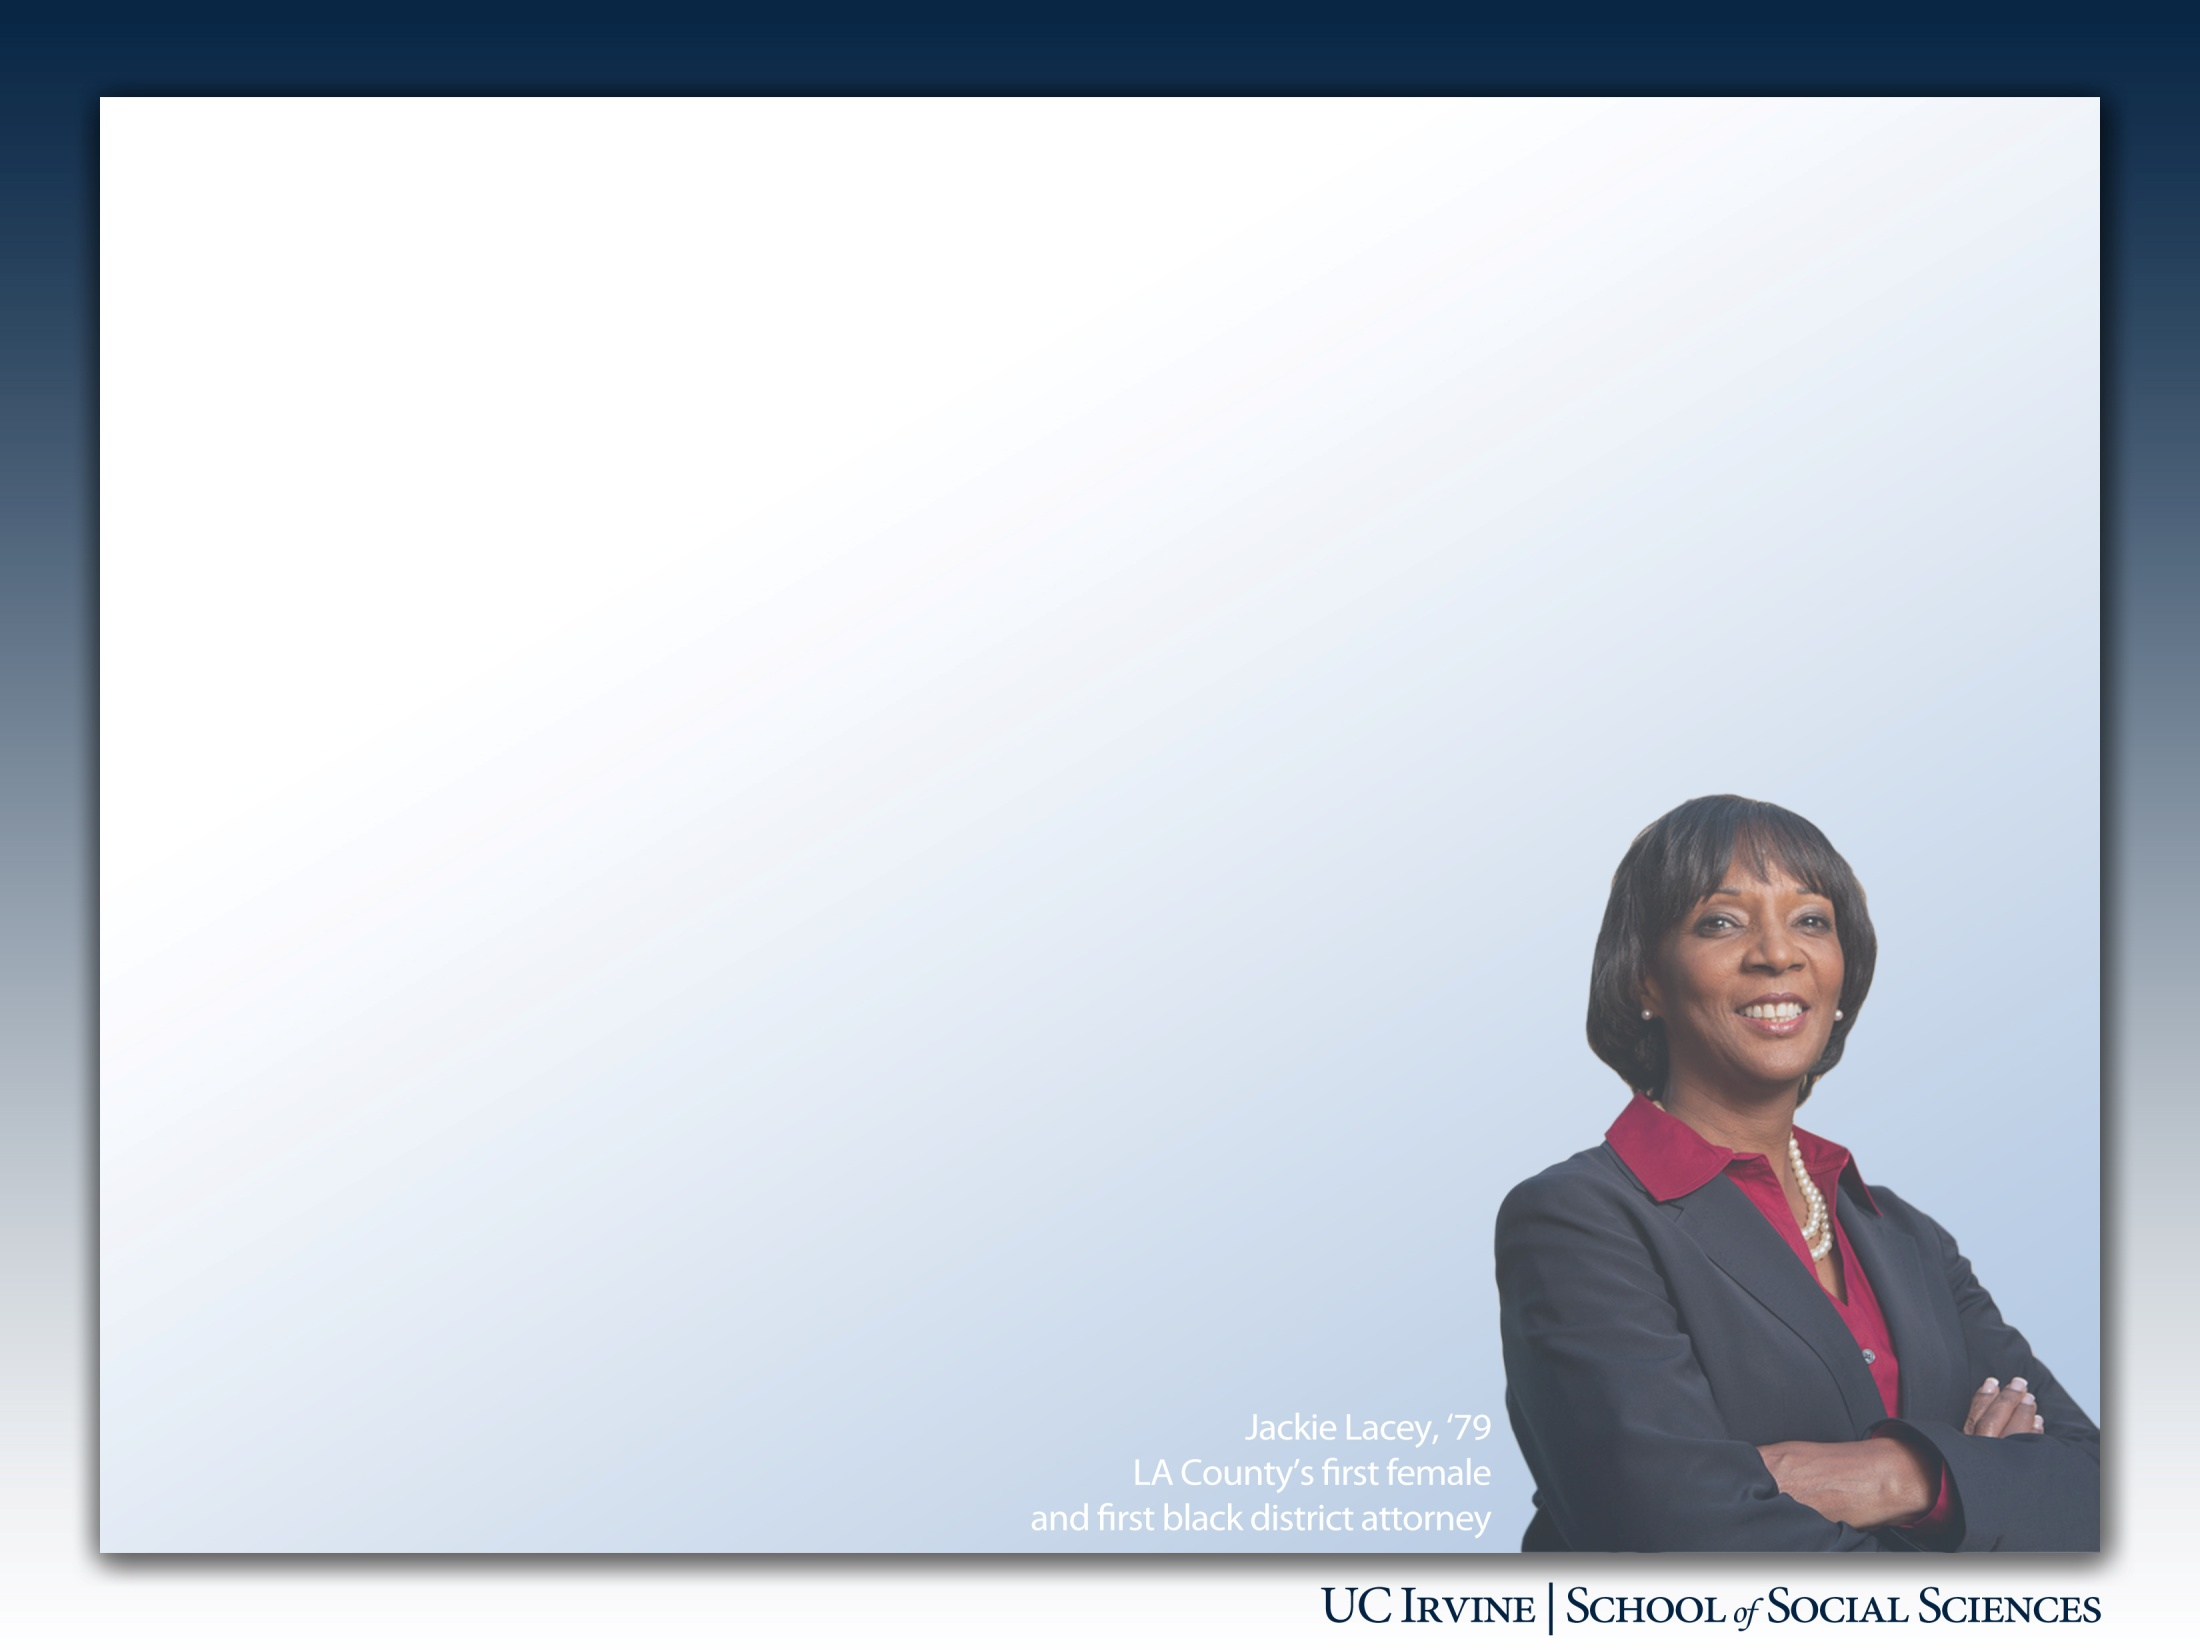 Jackie Lacey, ‘79
LA County’s first female
and first black district attorney
UC IRVINE | SCHOOL of SOCIAL SCIENCES